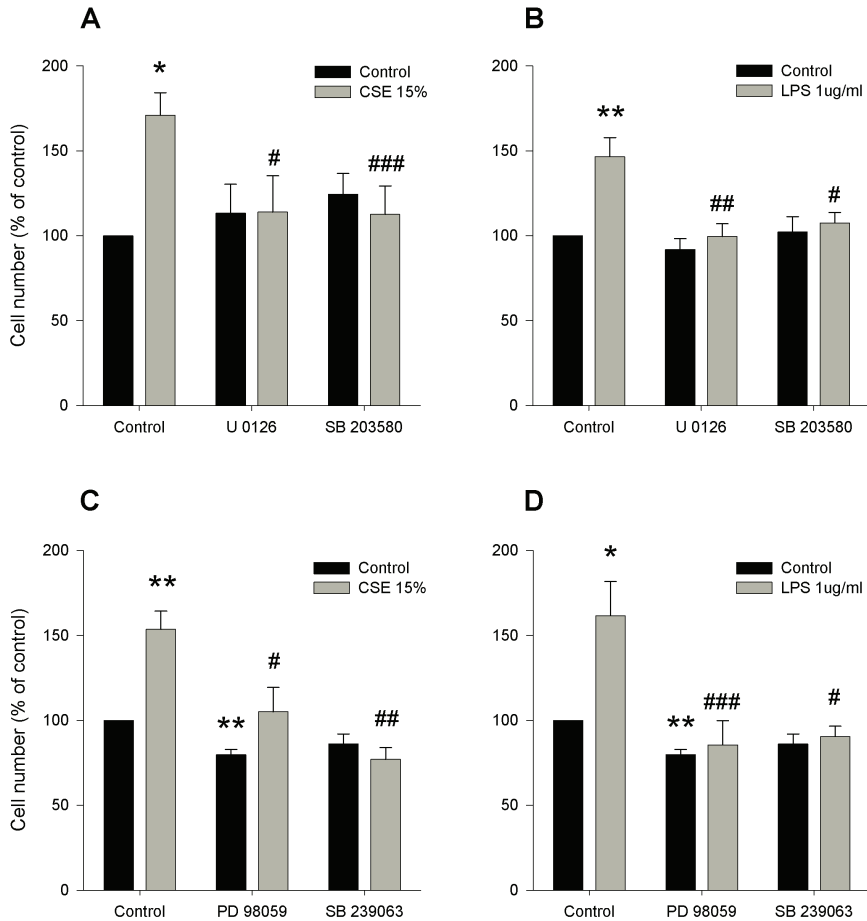 A
Cell number (% of control)
200
150
100
50
0
*
#
###
Control
CSE 15%
Control
U 0126
SB 203580
B
200
150
100
50
0
**
##
#
Control
LPS 1ug/ml
Control
U 0126
SB 203580
C
Cell number (% of control)
200
150
100
50
0
**
**
#
##
Control
CSE 15%
Control
PD 98059
SB 239063
D
200
150
100
50
0
*
**
###
#
Control
LPS 1ug/ml
Control
PD 98059
SB 239063